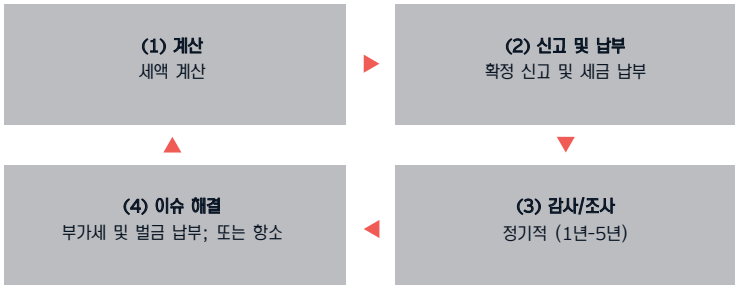 (1) 계산
세액 계산
(2) 신고 및 납부
확정 신고 및 세금 납부
(3) 감사/조사
정기적 (1년-5년)
(4) 이슈 해결
부가세 및 벌금 납부; 또는 항소